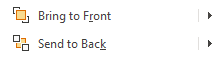 Bring to Front
Send to Back